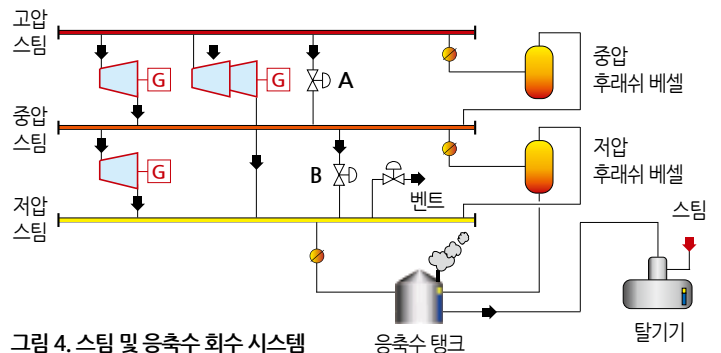 고압
스팀
G
G
A
중압
후래쉬 베셀
중압
스팀
G
B
벤트
저압
후래쉬 베셀
저압
스팀
스팀
그림 4. 스팀 및 응축수 회수 시스템
응축수 탱크
탈기기